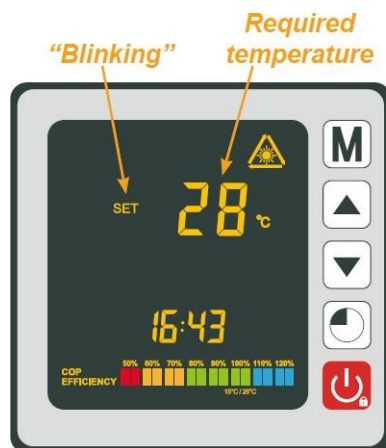 “Blinking”
Required
temperature
M
SET
28 °C
16:43
50% 60% 70% 80% 90% 100% 110% 120%
COP
EFFICIENCY
15°C / 26°C